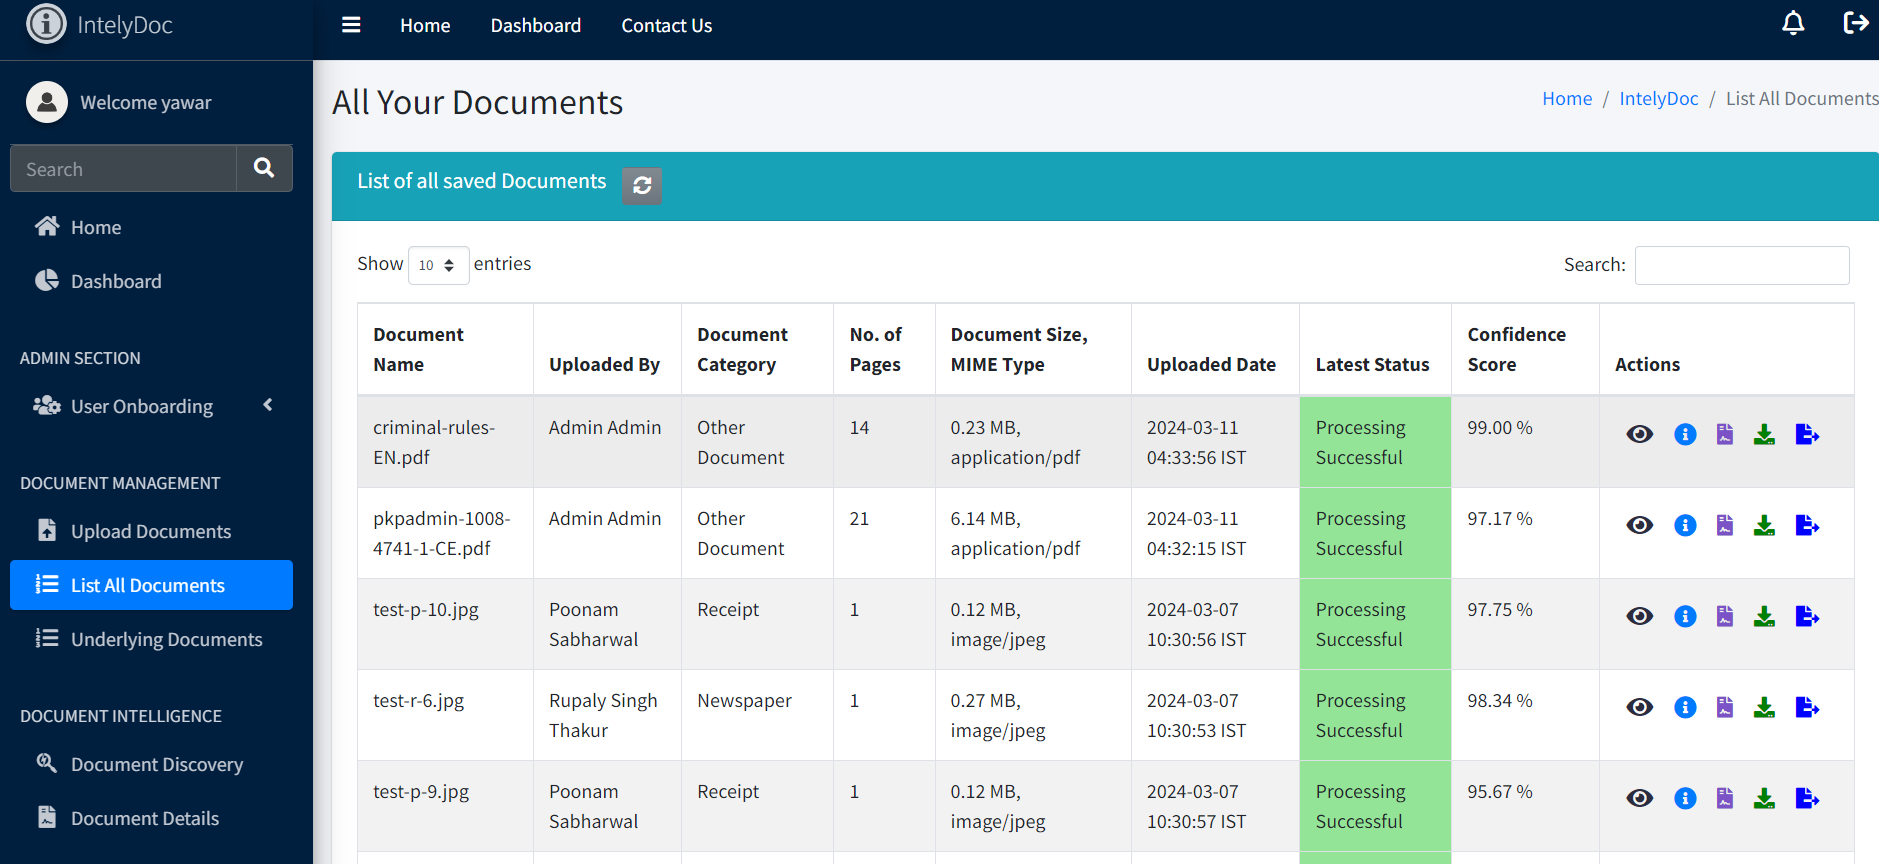 IntelyDoc
Home
Dashboard
Contact Us
Welcome yawar
Search
Home
Dashboard
ADMIN SECTION
User Onboarding
DOCUMENT MANAGEMENT
Upload Documents
List All Documents
Underlying Documents
DOCUMENT INTELLIGENCE
Document Discovery
Document Details
All Your Documents
Home / IntelyDoc / List All Documents
List of all saved Documents
Show 10 entries
Search:
Document
Name
Uploaded By
Document
Category
No. of
Pages
Document Size,
MIME Type
Uploaded Date
Latest Status
Confidence
Score
Actions
criminal-rules-
EN.pdf
Admin Admin
Other
Document
14
0.23 MB,
application/pdf
2024-03-11
04:33:56 IST
Processing
Successful
99.00 %
pkpadmin-1008-
4741-1-CE.pdf
Admin Admin
Other
Document
21
6.14 MB,
application/pdf
2024-03-11
04:32:15 IST
Processing
Successful
97.17 %
test-p-10.jpg
Poonam
Sabharwal
Receipt
1
0.12 MB,
image/jpeg
2024-03-07
10:30:56 IST
Processing
Successful
97.75 %
test-r-6.jpg
Rupaly Singh
Thakur
Newspaper
1
0.27 MB,
image/jpeg
2024-03-07
10:30:53 IST
Processing
Successful
98.34 %
test-p-9.jpg
Poonam
Sabharwal
Receipt
1
0.12 MB,
image/jpeg
2024-03-07
10:30:57 IST
Processing
Successful
95.67 %